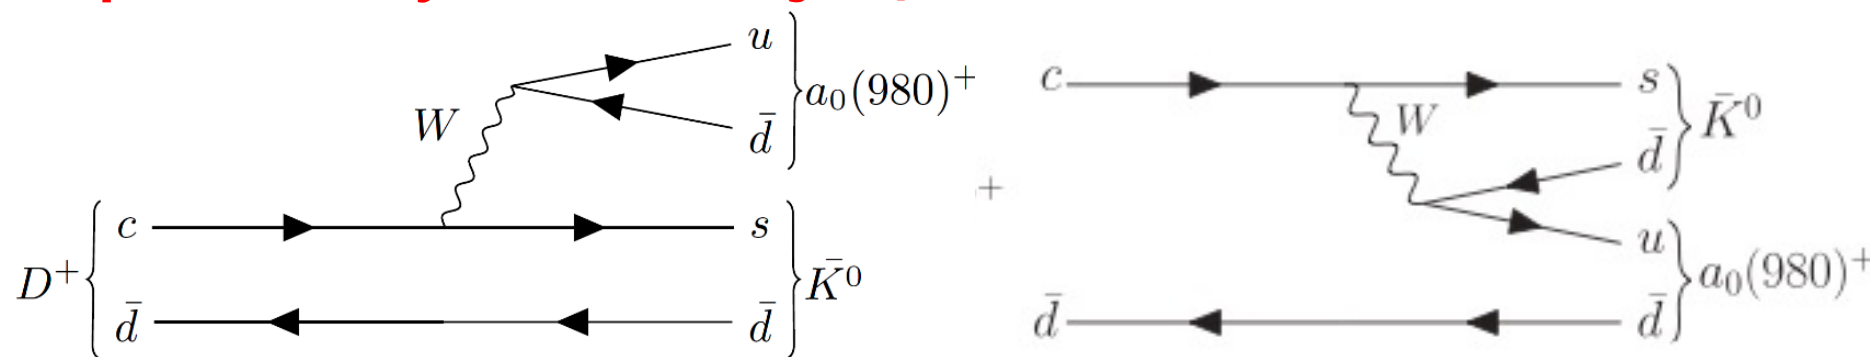 u
d̄
a₀(980)⁺
W
D⁺
c
s
d̄
d̄
K̄⁰
+
c
s
W
d̄
K̄⁰
u
a₀(980)⁺
d̄
d̄